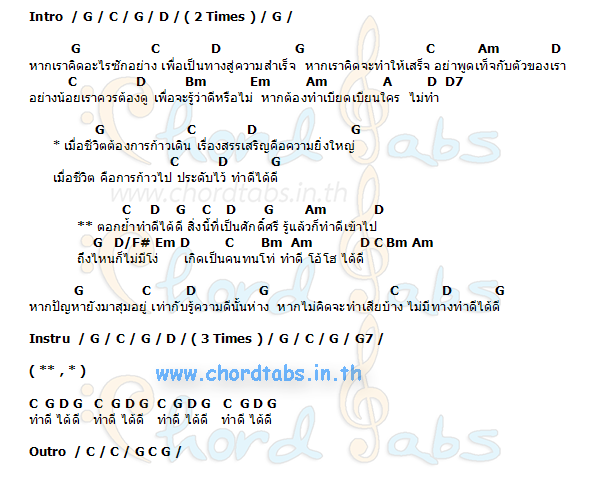 Intro / G / C / G / D / ( 2 Times ) / G /
G C D G C Am D
หากเราคิดอะไรซักอย่าง เพื่อเป็นทางสู่ความสำเร็จ หากเราคิดจะทำให้เสร็จ อย่าพูดเท็จกับตัวของเรา
C D Bm Em Am A D D7
อย่างน้อยเราควรต้องดู เพื่อจะรู้ว่าดีหรือไม่ หากต้องทำเบียดเบียนใคร ไม่ทำ
G C D G
* เมื่อชีวิตต้องการก้าวเดิน เรื่องสรรเสริญคือความยิ่งใหญ่
C D G
เมื่อชีวิต คือการก้าวไป ประดับไว้ ทำดีได้ดี
www.chordtabs.in.th
C D G C D G Am D
** ตอกย้ำทำดีได้ดี สิ่งนี้ที่เป็นศักดิ์ศรี รู้แล้วก็ทำดีเข้าไป
G D/F# Em D C Bm Am D C Bm Am
ถึงไหนก็ไม่มีโง่ เกิดเป็นคนทนโท่ ทำดี โอ้โฮ ได้ดี
G C D G C D G
หากปัญหายังมาสุมอยู่ เท่ากับรู้ความดีนั้นห่าง หากไม่คิดจะทำเสียบ้าง ไม่มีทางทำดีได้ดี
Instru / G / C / G / D / ( 3 Times ) / G / C / G / G7 /
( ** , * )
www.chordtabs.in.th
C G D G C G D G C G D G C G D G
ทำดี ได้ดี ทำดี ได้ดี ทำดี ได้ดี ทำดี ได้ดี
Outro / C / C / G C G /